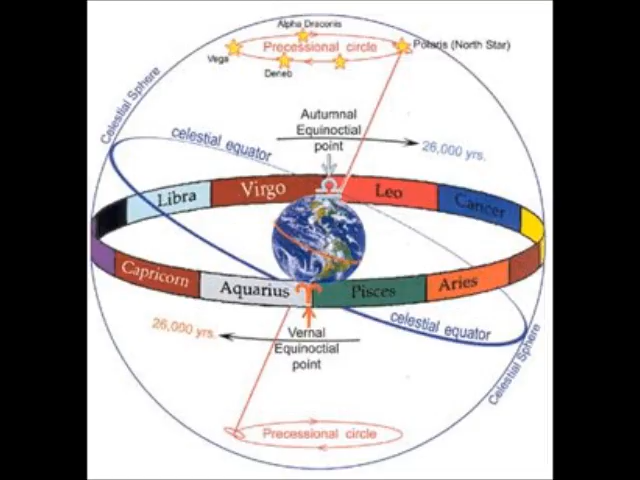 Alpha Draconis
Precessional circle
Polaris (North Star)
Vega
Deneb
Celestial Sphere
Autumnal
Equinoctial
point
celestial equator
26,000 yrs.
Libra
Virgo
Leo
Cancer
Capricorn
Aquarius
Pisces
Aries
26,000 yrs.
Vernal
Equinoctial
point
celestial equator
Celestial Sphere
Precessional circle